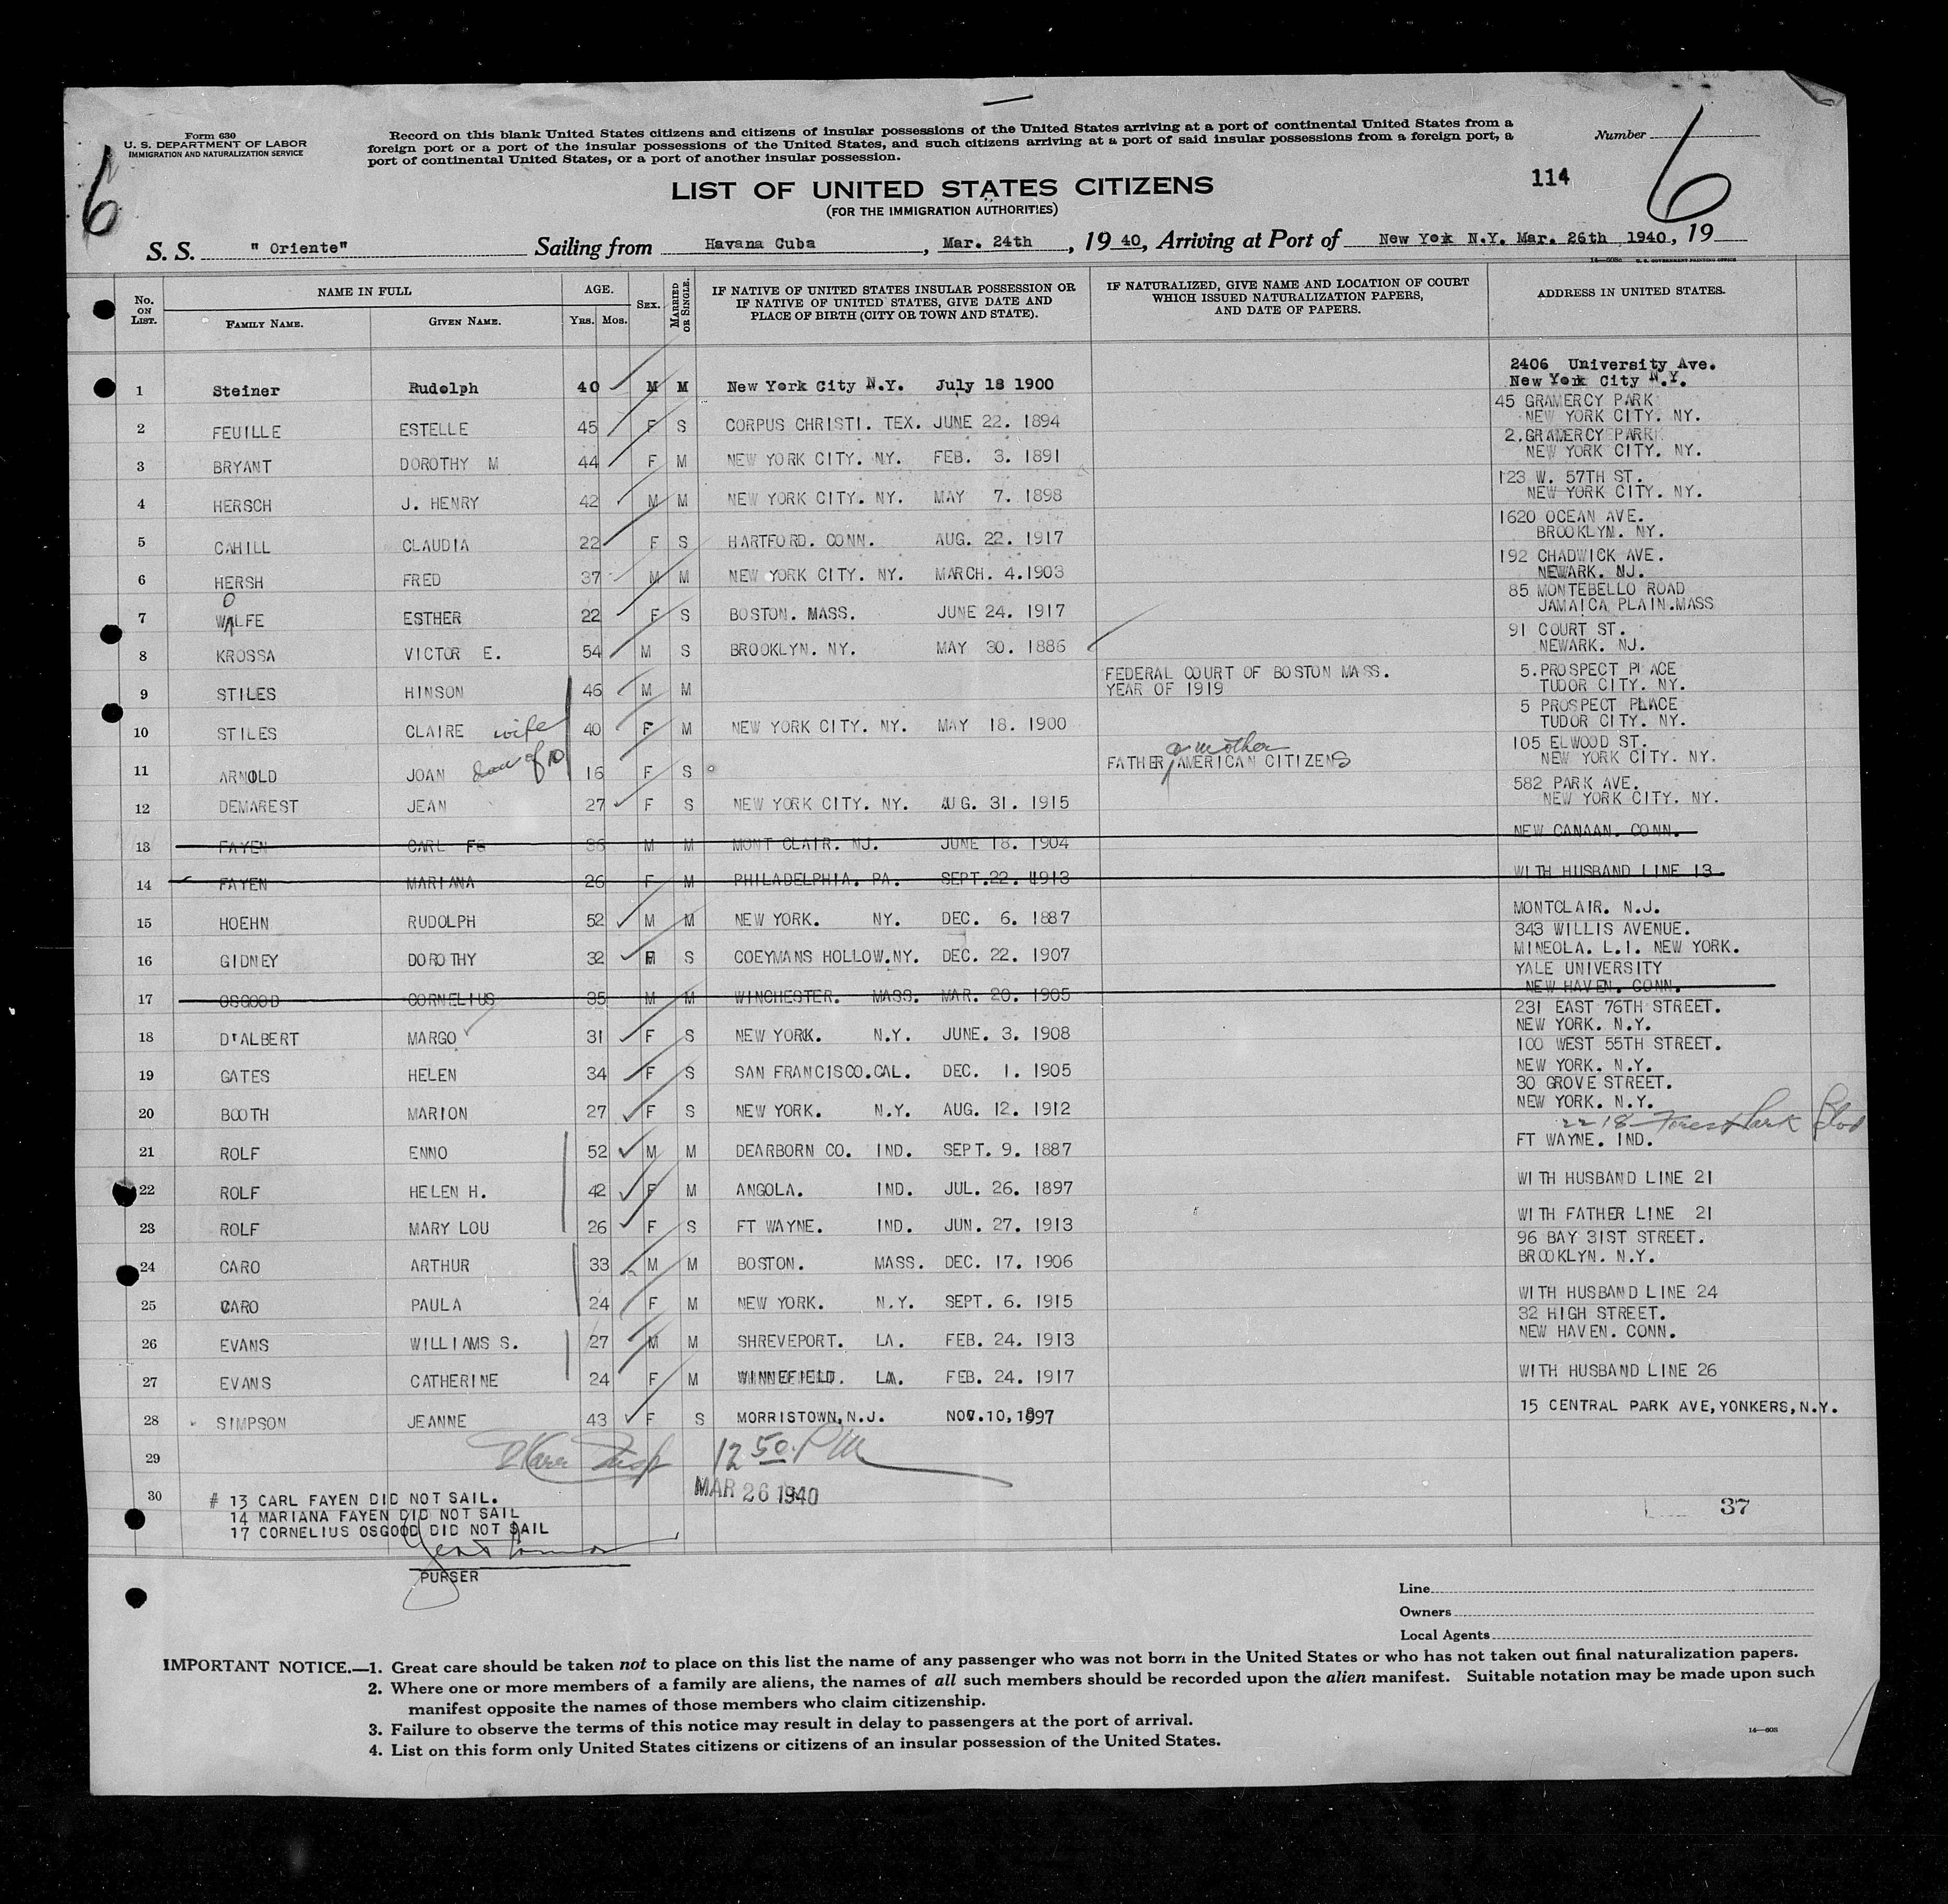 Form 630
U. S. DEPARTMENT OF LABOR
IMMIGRATION AND NATURALIZATION SERVICE
Record on this blank United States citizens and citizens of insular possessions of the United States arriving at a port of continental United States from a
foreign port or a port of the insular possessions of the United States, and such citizens arriving at a port of said insular possessions from a foreign port, a
port of continental United States, or a port of another insular possession.
Number
6
6
114
LIST OF UNITED STATES CITIZENS
(FOR THE IMMIGRATION AUTHORITIES)
S. S. " Oriente" Sailing from Havana Cuba, Mar. 24th, 19 40, Arriving at Port of New York N.Y. Mar. 26th 1940, 19
No. ON LIST. NAME IN FULL FAMILY NAME. GIVEN NAME. AGE. YRS. MOS. SEX. MARRIED OR SINGLE. IF NATIVE OF UNITED STATES INSULAR POSSESSION OR IF NATIVE OF UNITED STATES, GIVE DATE AND PLACE OF BIRTH (CITY OR TOWN AND STATE). IF NATURALIZED, GIVE NAME AND LOCATION OF COURT WHICH ISSUED NATURALIZATION PAPERS, AND DATE OF PAPERS. ADDRESS IN UNITED STATES.
1 Steiner Rudolph 40 M M New York City N.Y. July 18 1900 2406 University Ave. New York City N.Y.
2 FEUILLE ESTELLE 45 F S CORPUS CHRISTI. TEX. JUNE 22. 1894 45 GRAMERCY PARK NEW YORK CITY. NY.
3 BRYANT DOROTHY M 44 F M NEW YORK CITY. NY. FEB. 3. 1891 2.GRAMERCY PARK NEW YORK CITY. NY.
4 HERSCH J. HENRY 42 M M NEW YORK CITY. NY. MAY 7. 1898 123 W. 57TH ST. NEW YORK CITY. NY.
5 CAHILL CLAUDIA 22 F S HARTFORD. CONN. AUG. 22. 1917 1620 OCEAN AVE. BROOKLYN. NY.
6 HERSH FRED 37 M M NEW YORK CITY. NY. MARCH. 4.1903 192 CHADWICK AVE. NEWARK. NJ.
O
7 WALFE ESTHER 22 F S BOSTON. MASS. JUNE 24. 1917 85 MONTEBELLO ROAD JAMAICA PLAIN.MASS
8 KROSSA VICTOR E. 54 M S BROOKLYN. NY. MAY 30. 1886 91 COURT ST. NEWARK. NJ.
9 STILES HINSON 46 M M FEDERAL COURT OF BOSTON MASS. YEAR OF 1919 5.PROSPECT PLACE TUDOR CITY. NY.
10 STILES CLAIRE wife 40 F M NEW YORK CITY. NY. MAY 18. 1900 5 PROSPECT PLACE TUDOR CITY. NY.
11 ARNOLD JOAN dau of 10 16 F S FATHER & mother AMERICAN CITIZENS 105 ELWOOD ST. NEW YORK CITY. NY.
12 DEMAREST JEAN 27 F S NEW YORK CITY. NY. AUG. 31. 1915 582 PARK AVE. NEW YORK CITY. NY.
13 FAYEN CARL FG 36 M M MONT CLAIR. NJ. JUNE 18. 1904 NEW CANAAN. CONN.
14 FAYEN MARIANA 26 F M PHILADELPHIA. PA. SEPT.22. 1913 WITH HUSBAND LINE 13
15 HOEHN RUDOLPH 52 M M NEW YORK. NY. DEC. 6. 1887 MONTCLAIR. N.J.
16 GIDNEY DOROTHY 32 F S COEYMANS HOLLOW.NY. DEC. 22. 1907 343 WILLIS AVENUE. MINEOLA. L.I. NEW YORK.
17 OSGOOD CORNELIUS 35 M M WINCHESTER. MASS. MAR. 20. 1905 YALE UNIVERSITY NEW HAVEN. CONN.
18 D'ALBERT MARGO 31 F S NEW YORK. N.Y. JUNE. 3. 1908 231 EAST 76TH STREET. NEW YORK. N.Y.
19 GATES HELEN 34 F S SAN FRANCISCO.CAL. DEC. 1. 1905 100 WEST 55TH STREET. NEW YORK. N.Y.
20 BOOTH MARION 27 F S NEW YORK. N.Y. AUG. 12. 1912 30 GROVE STREET. NEW YORK. N.Y.
2218 Forest Park Blvd
21 ROLF ENNO 52 M M DEARBORN CO. IND. SEPT. 9. 1887 FT WAYNE. IND.
22 ROLF HELEN H. 42 F M ANGOLA. IND. JUL. 26. 1897 WITH HUSBAND LINE 21
23 ROLF MARY LOU 26 F S FT WAYNE. IND. JUN. 27. 1913 WITH FATHER LINE 21
24 CARO ARTHUR 33 M M BOSTON. MASS. DEC. 17. 1906 96 BAY 31ST STREET. BROOKLYN. N.Y.
25 CARO PAULA 24 F M NEW YORK. N.Y. SEPT. 6. 1915 WITH HUSBAND LINE 24
26 EVANS WILLIAMS S. 27 M M SHREVEPORT. LA. FEB. 24. 1913 32 HIGH STREET. NEW HAVEN. CONN.
27 EVANS CATHERINE 24 F M WINNEFIELD. LA. FEB. 24. 1917 WITH HUSBAND LINE 26
28 SIMPSON JEANNE 43 F S MORRISTOWN,N.J. NOV.10,1897 15 CENTRAL PARK AVE,YONKERS,N.Y.
29 12 50 PM
30 MAR 26 1940
# 13 CARL FAYEN DID NOT SAIL.
14 MARIANA FAYEN DID NOT SAIL
17 CORNELIUS OSGOOD DID NOT SAIL
37
PURSER
Line
Owners
Local Agents
IMPORTANT NOTICE.—1. Great care should be taken not to place on this list the name of any passenger who was not born in the United States or who has not taken out final naturalization papers.
2. Where one or more members of a family are aliens, the names of all such members should be recorded upon the alien manifest. Suitable notation may be made upon such
manifest opposite the names of those members who claim citizenship.
3. Failure to observe the terms of this notice may result in delay to passengers at the port of arrival.
4. List on this form only United States citizens or citizens of an insular possession of the United States.
14—608